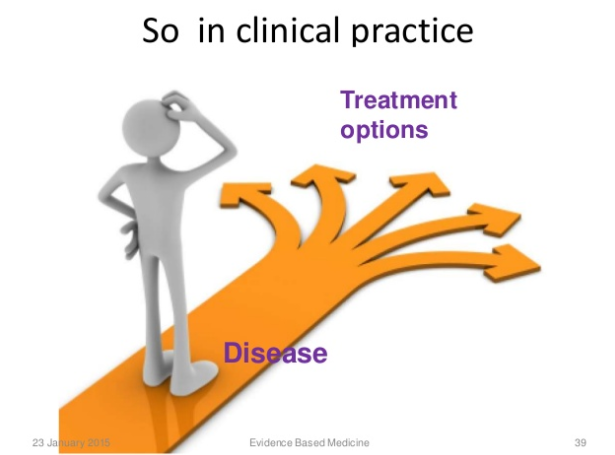 So  in clinical practice
Treatment
options
Disease
23 January 2015
Evidence Based Medicine
39